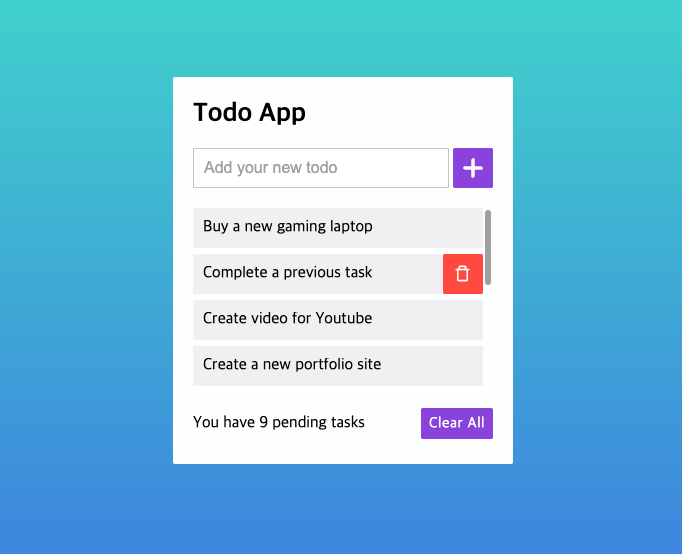 Todo App
Add your new todo
Buy a new gaming laptop
Complete a previous task
Create video for Youtube
Create a new portfolio site
You have 9 pending tasks
Clear All